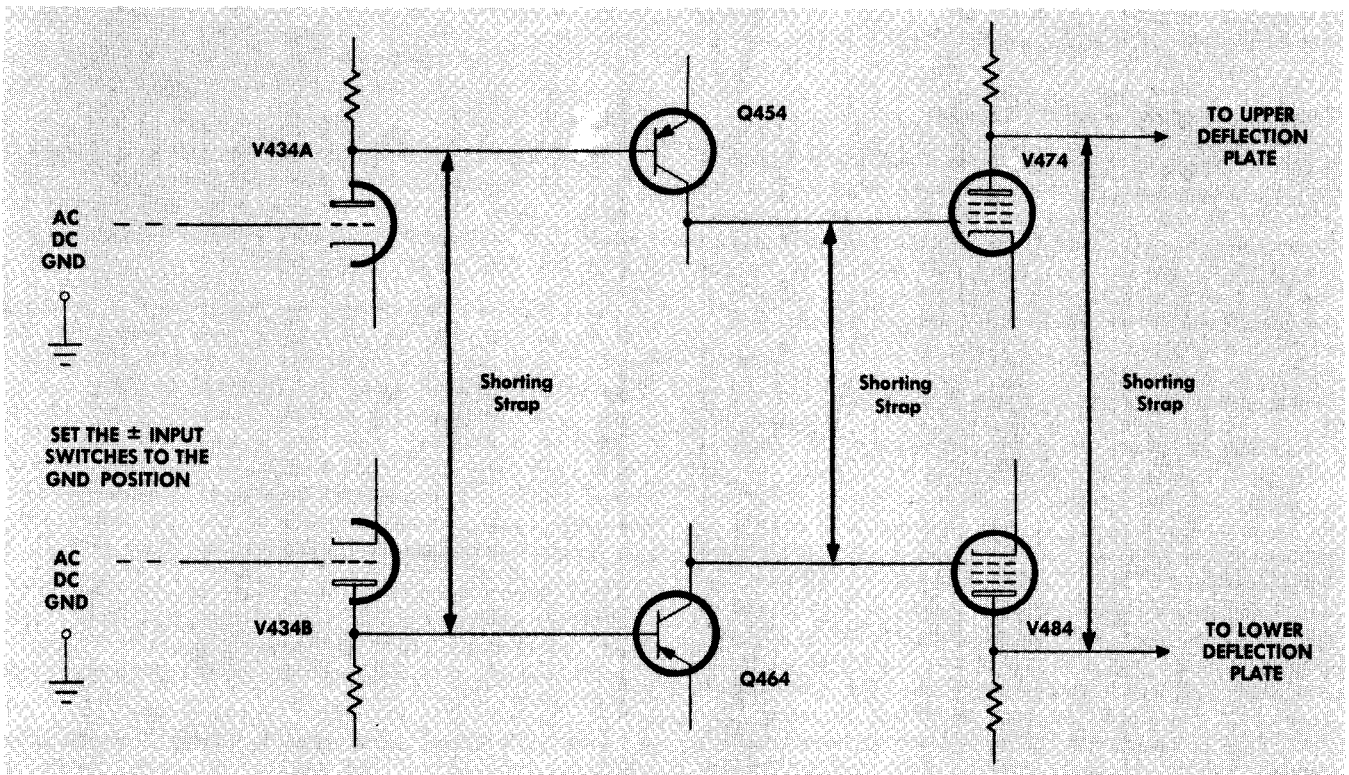 Q454
V434A
TO UPPER
DEFLECTION
PLATE
V474
AC
DC
GND
Shorting
Strap
Shorting
Strap
Shorting
Strap
SET THE ± INPUT
SWITCHES TO THE
GND POSITION
AC
DC
GND
V434B
V484
TO LOWER
DEFLECTION
PLATE
Q464